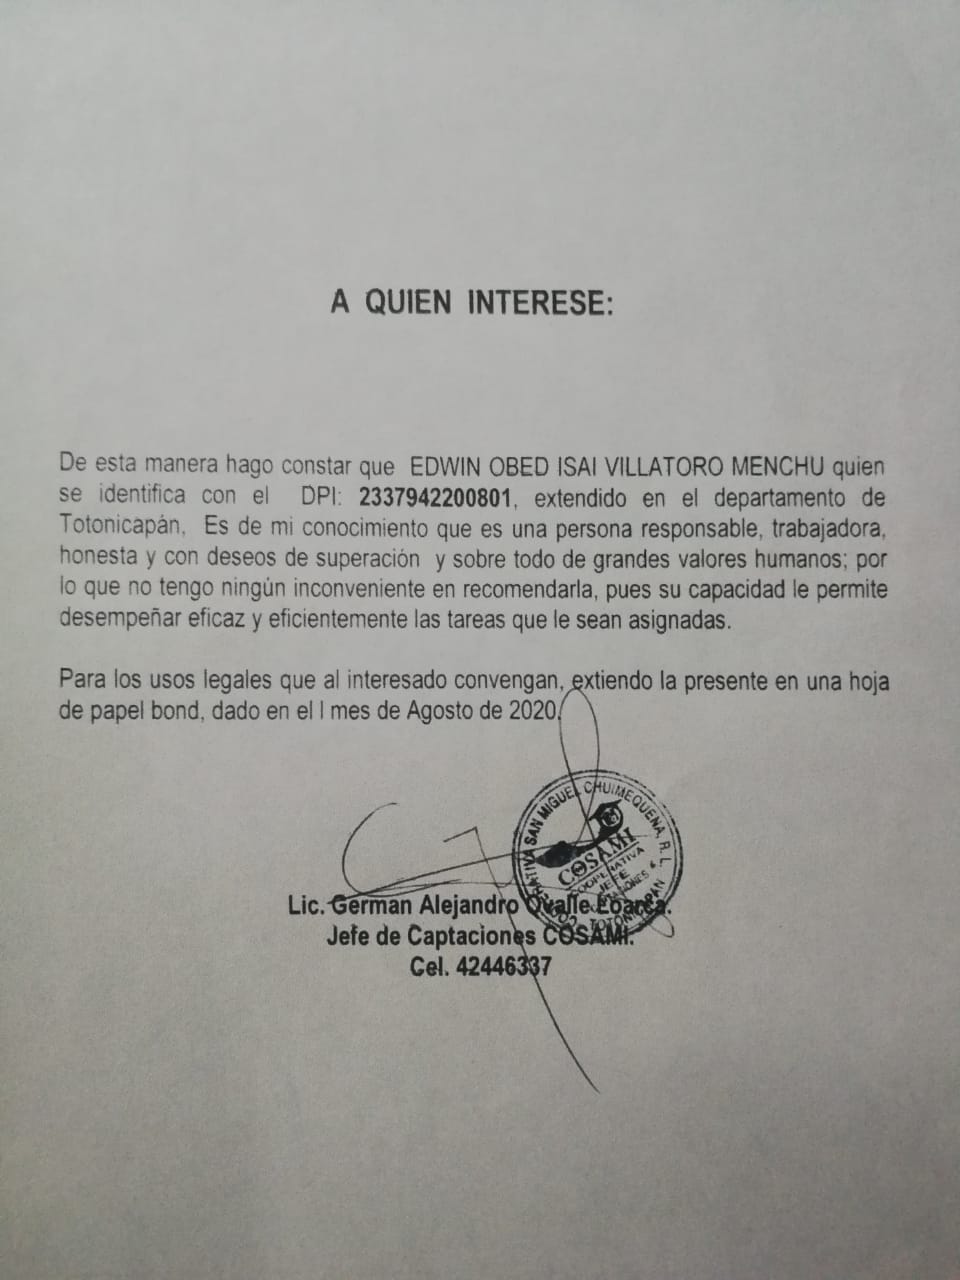 A QUIEN INTERESE:
De esta manera hago constar que EDWIN OBED ISAI VILLATORO MENCHU quien
se identifica con el DPI: 2337942200801, extendido en el departamento de
Totonicapán. Es de mi conocimiento que es una persona responsable, trabajadora,
honesta y con deseos de superación y sobre todo de grandes valores humanos; por
lo que no tengo ningún inconveniente en recomendarla, pues su capacidad le permite
desempeñar eficaz y eficientemente las tareas que le sean asignadas.
Para los usos legales que al interesado convengan, extiendo la presente en una hoja
de papel bond, dado en el l mes de Agosto de 2020.
SAN MIGUEL CHUIMEQUENA, R.L.
COSAMI
COOPERATIVA
JEFE
TOTONICAPAN
Lic. German Alejandro Ovalle Loarca.
Jefe de Captaciones COSAMI.
Cel. 42446337